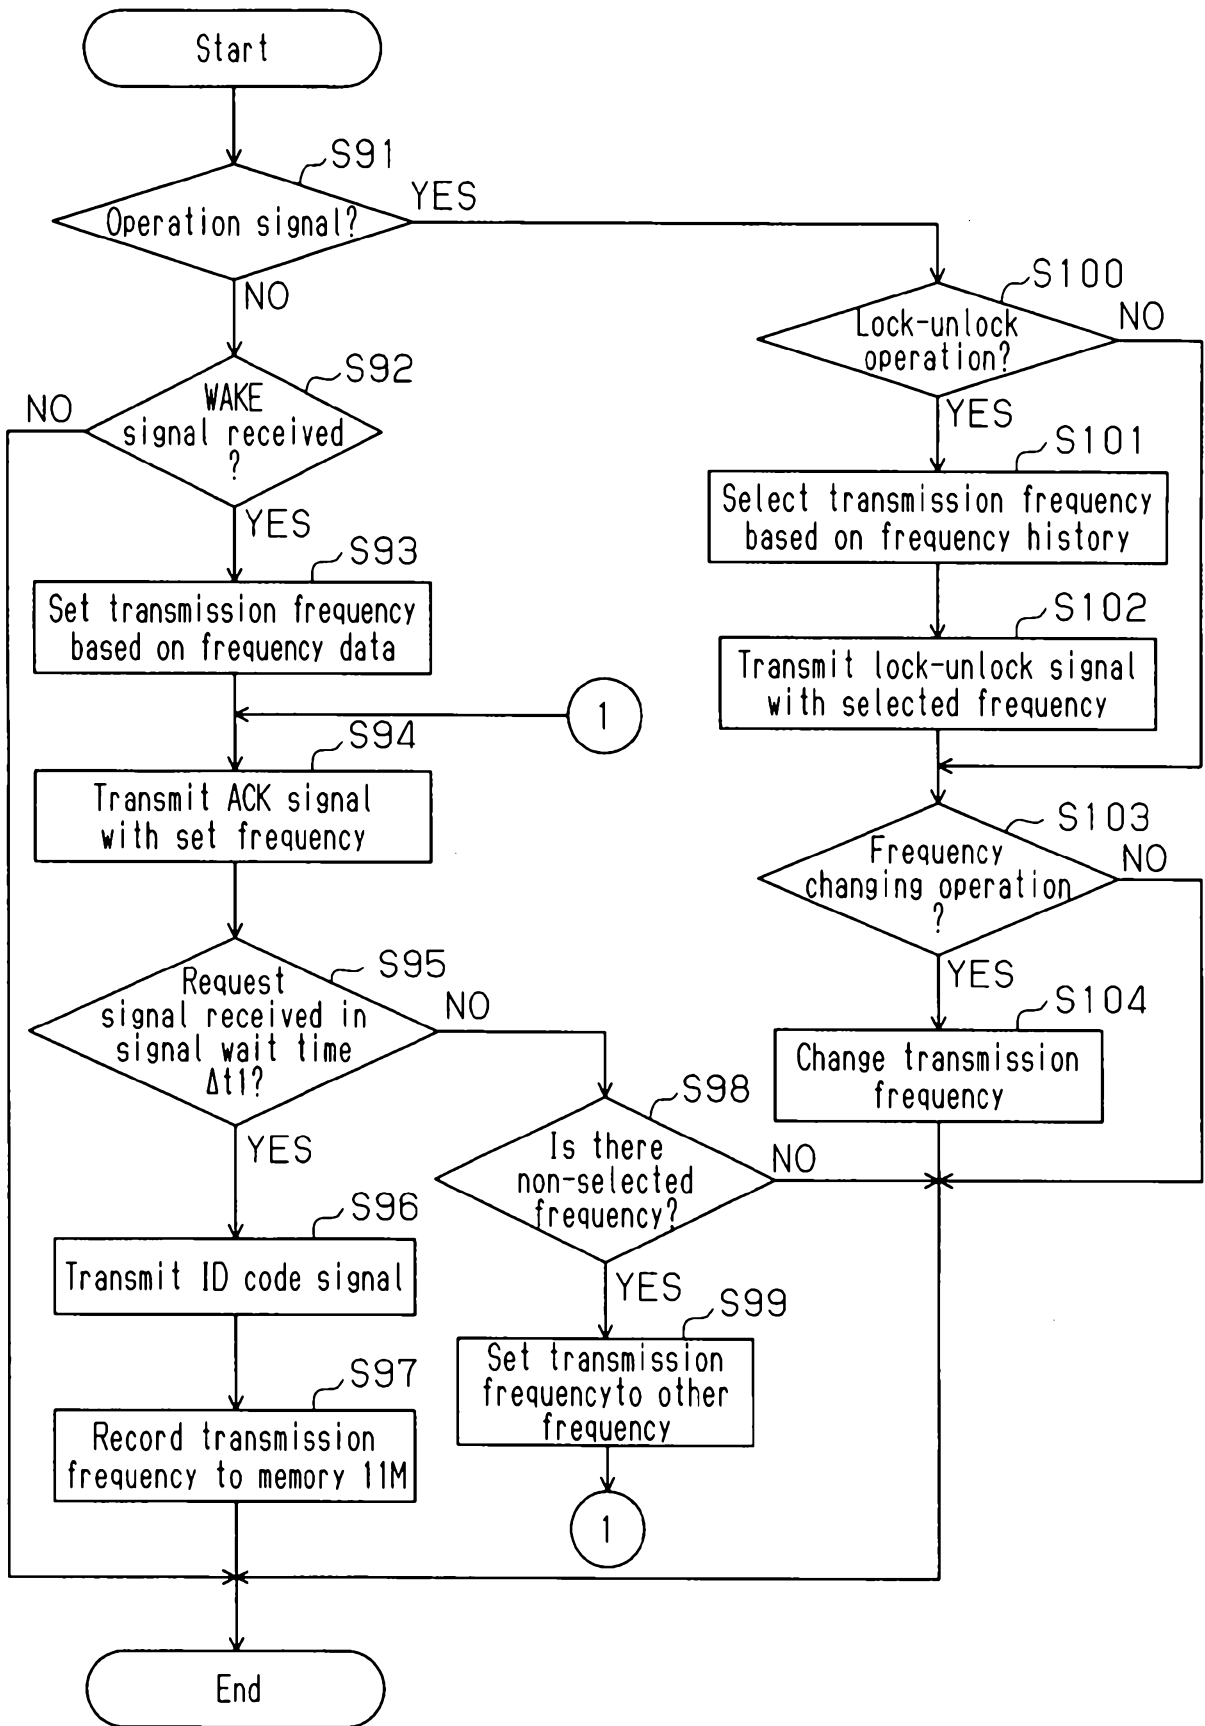 Start
S91
Operation signal?
YES
NO
S100
Lock-unlock
operation?
NO
YES
S92
WAKE
signal received
?
NO
YES
S101
Select transmission frequency
based on frequency history
S93
Set transmission frequency
based on frequency data
S102
Transmit lock-unlock signal
with selected frequency
1
S94
Transmit ACK signal
with set frequency
S103
Frequency
changing operation
?
NO
YES
S95
Request
signal received in
signal wait time
Δt1?
NO
YES
S104
Change transmission
frequency
S98
Is there
non-selected
frequency?
NO
YES
S96
Transmit ID code signal
S99
Set transmission
frequencyto other
frequency
S97
Record transmission
frequency to memory 11M
1
End